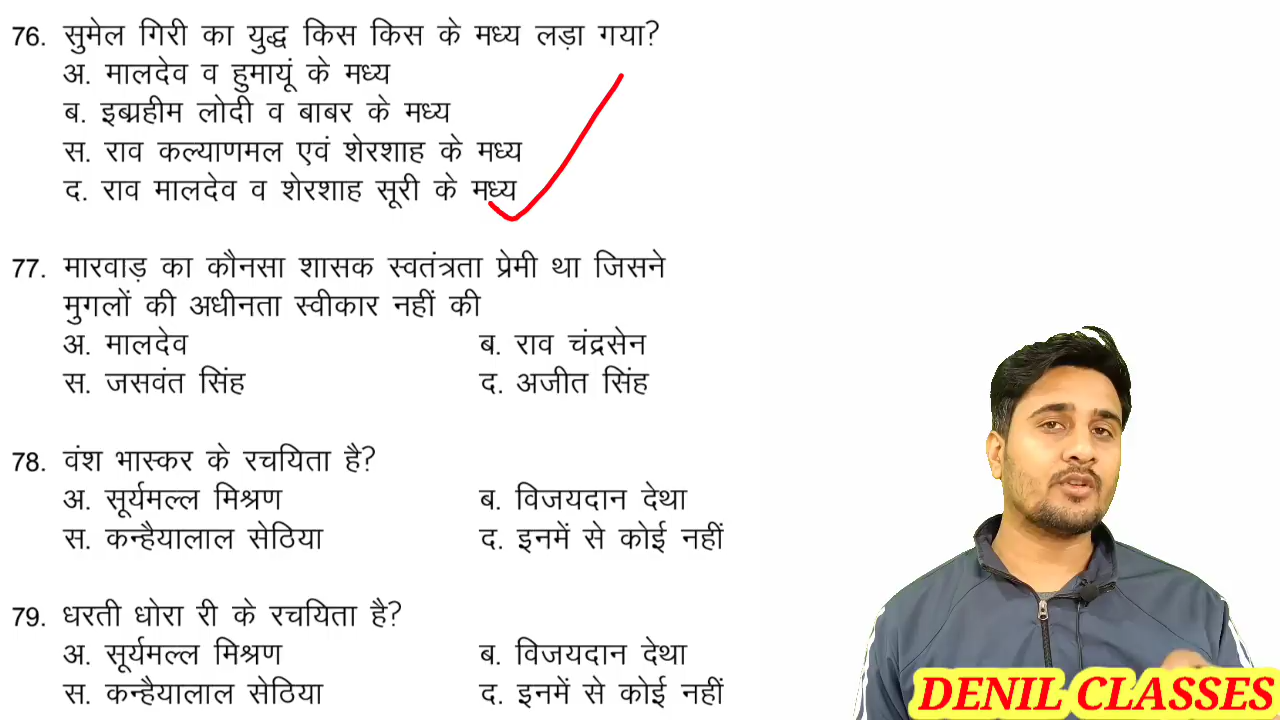 76. सुमेल गिरी का युद्ध किस किस के मध्य लड़ा गया?
अ. मालदेव व हुमायूं के मध्य
ब. इब्राहीम लोदी व बाबर के मध्य
स. राव कल्याणमल एवं शेरशाह के मध्य
द. राव मालदेव व शेरशाह सूरी के मध्य
77. मारवाड़ का कौनसा शासक स्वतंत्रता प्रेमी था जिसने
मुगलों की अधीनता स्वीकार नहीं की
अ. मालदेव ब. राव चंद्रसेन
स. जसवंत सिंह द. अजीत सिंह
78. वंश भास्कर के रचयिता है?
अ. सूर्यमल्ल मिश्रण ब. विजयदान देथा
स. कन्हैयालाल सेठिया द. इनमें से कोई नहीं
79. धरती धोरा री के रचयिता है?
अ. सूर्यमल्ल मिश्रण ब. विजयदान देथा
स. कन्हैयालाल सेठिया द. इनमें से कोई नहीं
DENIL CLASSES